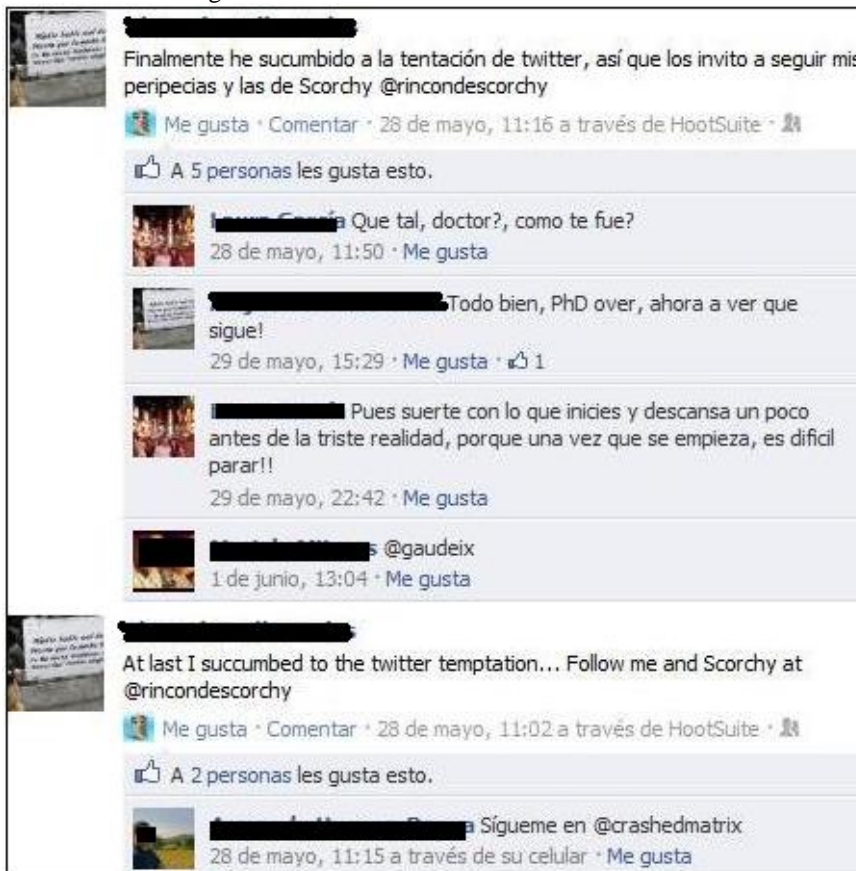 Finalmente he sucumbido a la tentación de twitter, así que los invito a seguir mis
peripecias y las de Scorchy @rincondescorchy
Me gusta · Comentar · 28 de mayo, 11:16 a través de HootSuite ·
A 5 personas les gusta esto.
Que tal, doctor?, como te fue?
28 de mayo, 11:50 · Me gusta
Todo bien, PhD over, ahora a ver que
sigue!
29 de mayo, 15:29 · Me gusta · 1
Pues suerte con lo que inicies y descansa un poco
antes de la triste realidad, porque una vez que se empieza, es dificil
parar!!
29 de mayo, 22:42 · Me gusta
@gaudeix
1 de junio, 13:04 · Me gusta
At last I succumbed to the twitter temptation... Follow me and Scorchy at
@rincondescorchy
Me gusta · Comentar · 28 de mayo, 11:02 a través de HootSuite ·
A 2 personas les gusta esto.
Sígueme en @crashedmatrix
28 de mayo, 11:15 a través de su celular · Me gusta